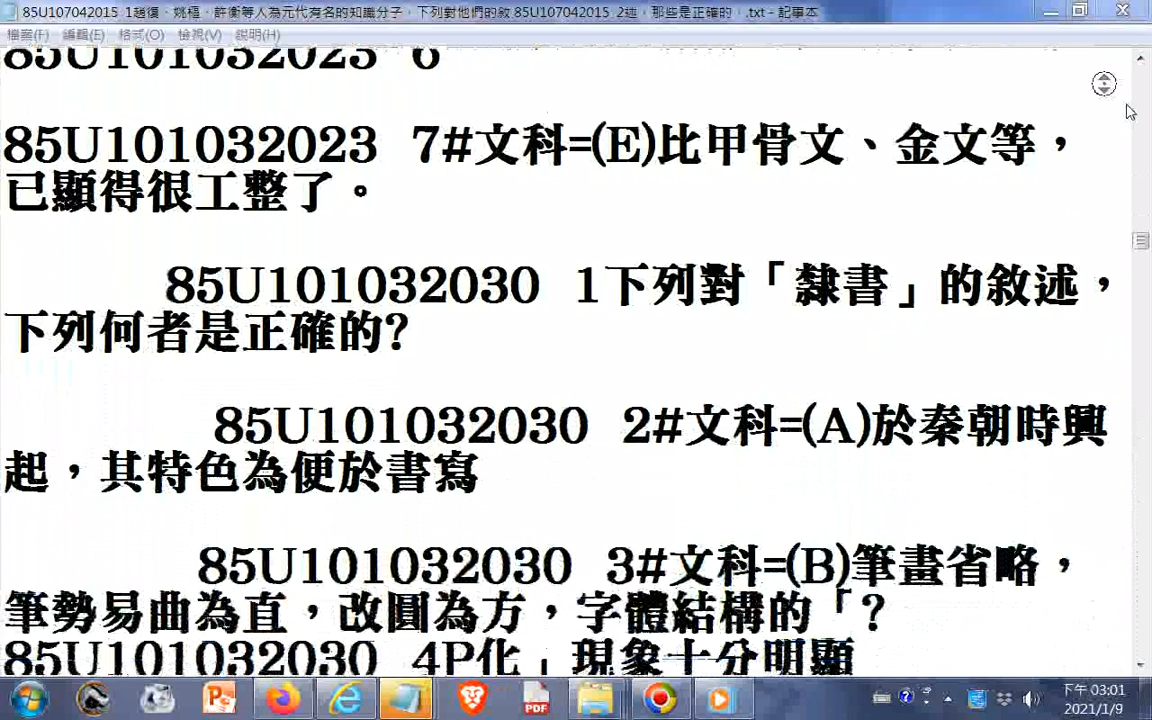 85U107042015 1趙復、姚樞、許衡等人為元代有名的知識分子，下列對他們的敘 85U107042015 2述，那些是正確的，.txt - 記事本
檔案(F) 編輯(E) 格式(O) 檢視(V) 說明(H)
85U101032023 6
85U101032023 7#文科=(E)比甲骨文、金文等，
已顯得很工整了。
85U101032030 1下列對「隸書」的敘述，
下列何者是正確的?
85U101032030 2#文科=(A)於秦朝時興
起，其特色為便於書寫
85U101032030 3#文科=(B)筆畫省略，
筆勢易曲為直，改圓為方，字體結構的「?
85U101032030 4P化」現象十分明顯
PDF
下午 03:01
2021/1/9